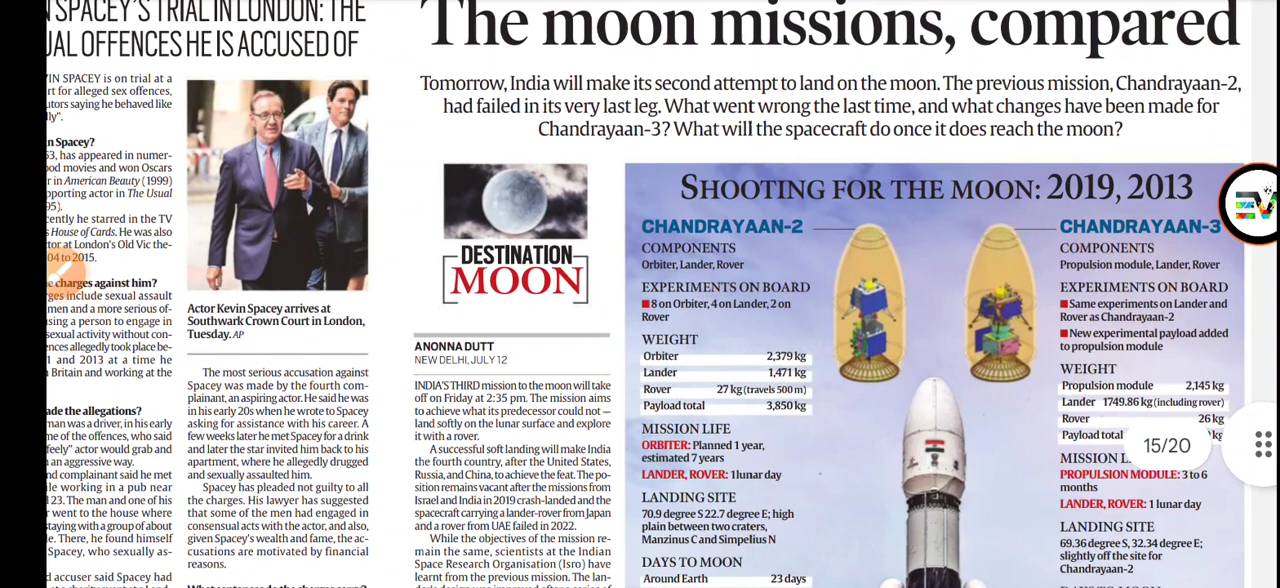 N SPACEY'S TRIAL IN LONDON: THE
UAL OFFENCES HE IS ACCUSED OF
IN SPACEY is on trial at a
rt for alleged sex offences,
utors saying he behaved like
lly".
n Spacey?
63, has appeared in numer-
od movies and won Oscars
r in American Beauty (1999)
pporting actor in The Usual
95).
cently he starred in the TV
s House of Cards. He was also
tor at London's Old Vic the-
04 to 2015.
e charges against him?
rges include sexual assault
men and a more serious of-
using a person to engage in
sexual activity without con-
ences allegedly took place be-
1 and 2013 at a time he
Britain and working at the
ade the allegations?
man was a driver, in his early
me of the offences, who said
feely" actor would grab and
an aggressive way.
nd complainant said he met
le working in a pub near
123. The man and one of his
went to the house where
staying with a group of about
le. There, he found himself
Spacey, who sexually as-
d accuser said Spacey had
Actor Kevin Spacey arrives at
Southwark Crown Court in London,
Tuesday. AP
The most serious accusation against
Spacey was made by the fourth com-
plainant, an aspiring actor. He said he was
in his early 20s when he wrote to Spacey
asking for assistance with his career. A
few weeks later he met Spacey for a drink
and later the star invited him back to his
apartment, where he allegedly drugged
and sexually assaulted him.
Spacey has pleaded not guilty to all
the charges. His lawyer has suggested
that some of the men had engaged in
consensual acts with the actor, and also,
given Spacey's wealth and fame, the ac-
cusations are motivated by financial
reasons.
The moon missions, compared
Tomorrow, India will make its second attempt to land on the moon. The previous mission, Chandrayaan-2,
had failed in its very last leg. What went wrong the last time, and what changes have been made for
Chandrayaan-3? What will the spacecraft do once it does reach the moon?
DESTINATION
MOON
ANONNA DUTT
NEW DELHI, JULY 12
INDIA'S THIRD mission to the moon will take
off on Friday at 2:35 pm. The mission aims
to achieve what its predecessor could not —
land softly on the lunar surface and explore
it with a rover.
A successful soft landing will make India
the fourth country, after the United States,
Russia, and China, to achieve the feat. The po-
sition remains vacant after the missions from
Israel and India in 2019 crash-landed and the
spacecraft carrying a lander-rover from Japan
and a rover from UAE failed in 2022.
While the objectives of the mission re-
main the same, scientists at the Indian
Space Research Organisation (Isro) have
learn from the previous mission. The lan-
SHOOTING FOR THE MOON: 2019, 2013
CHANDRAYAAN-2
COMPONENTS
Orbiter, Lander, Rover
EXPERIMENTS ON BOARD
8 on Orbiter, 4 on Lander, 2 on
Rover
WEIGHT
Orbiter 2,379 kg
Lander 1,471 kg
Rover 27 kg (travels 500 m)
Payload total 3,850 kg
MISSION LIFE
ORBITER: Planned 1 year,
estimated 7 years
LANDER, ROVER: 1 lunar day
LANDING SITE
70.9 degree S 22.7 degree E; high
plain between two craters,
Manzinus C and Simpelius N
DAYS TO MOON
Around Earth 23 days
CHANDRAYAAN-3
COMPONENTS
Propulsion module, Lander, Rover
EXPERIMENTS ON BOARD
Same experiments on Lander and
Rover as Chandrayaan-2
New experimental payload added
to propulsion module
WEIGHT
Propulsion module 2,145 kg
Lander 1749.86 kg (including rover)
Rover 26 kg
Payload total kg
MISSION L
PROPULSION MODULE: 3 to 6
months
LANDER, ROVER: 1 lunar day
LANDING SITE
69.36 degree S, 32.34 degree E;
slightly off the site for
Chandrayaan-2
15/20
EV